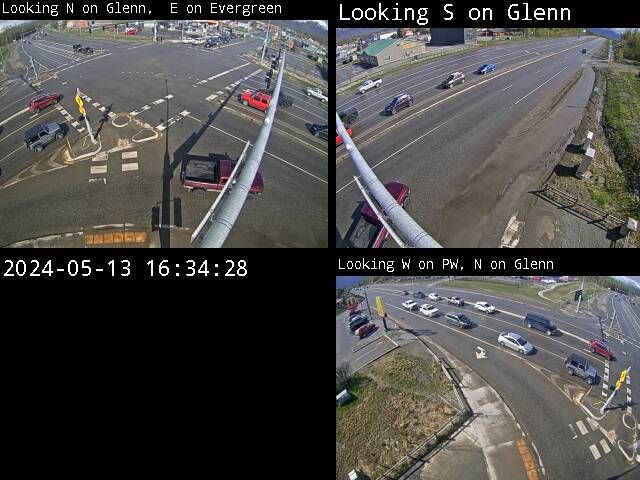 Looking N on Glenn,  E on Evergreen
Looking S on Glenn
2024-05-13 16:34:28
Looking W on PW, N on Glenn